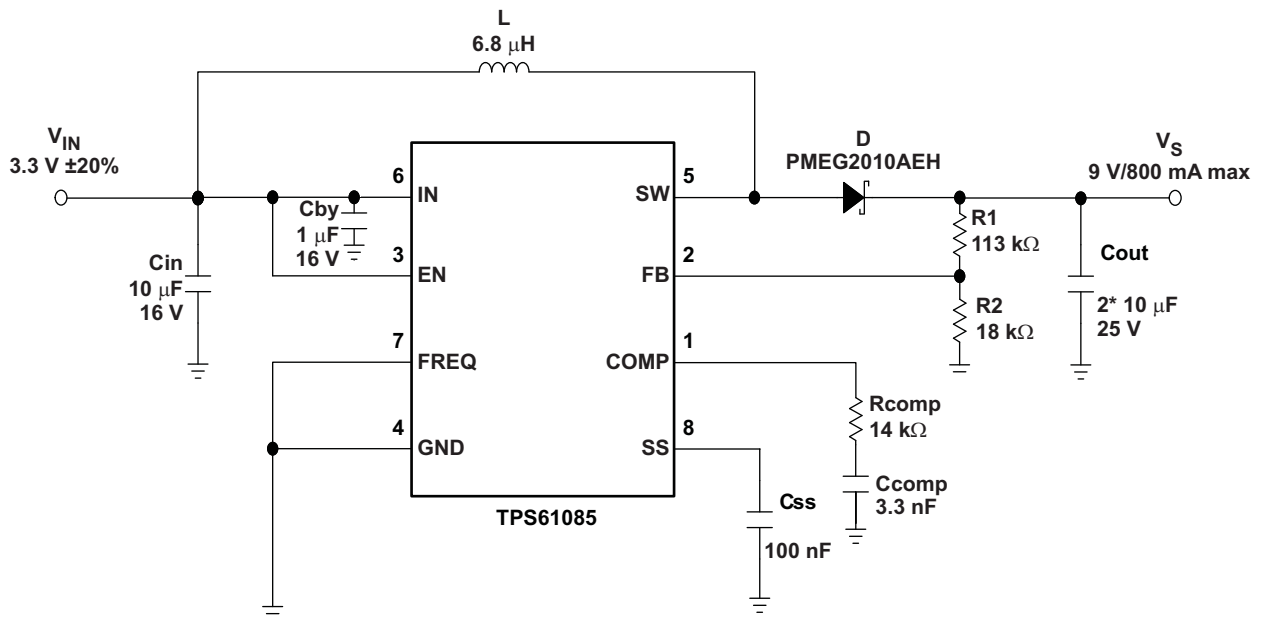 L
6.8 μH
V_IN
3.3 V ±20%
D
PMEG2010AEH
V_S
9 V/800 mA max
6
IN
SW
5
Cby
1 μF
16 V
R1
113 kΩ
Cin
10 μF
16 V
3
EN
FB
2
Cout
2* 10 μF
25 V
R2
18 kΩ
7
FREQ
COMP
1
Rcomp
14 kΩ
4
GND
SS
8
Ccomp
3.3 nF
Css
100 nF
TPS61085